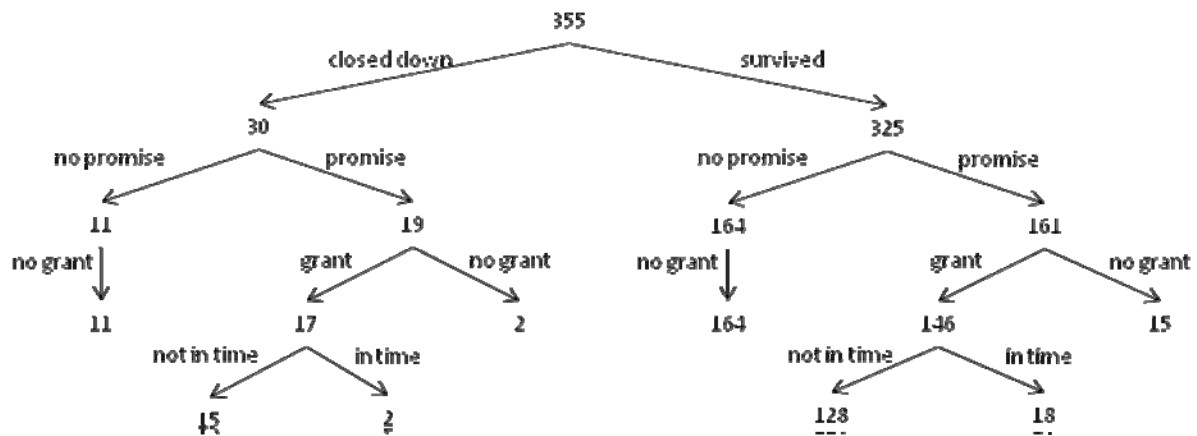 355
closed down survived
30 325
no promise promise no promise promise
11 19 164 161
no grant grant no grant no grant grant no grant
11 17 2 164 146 15
not in time in time not in time in time
15 2 128 18